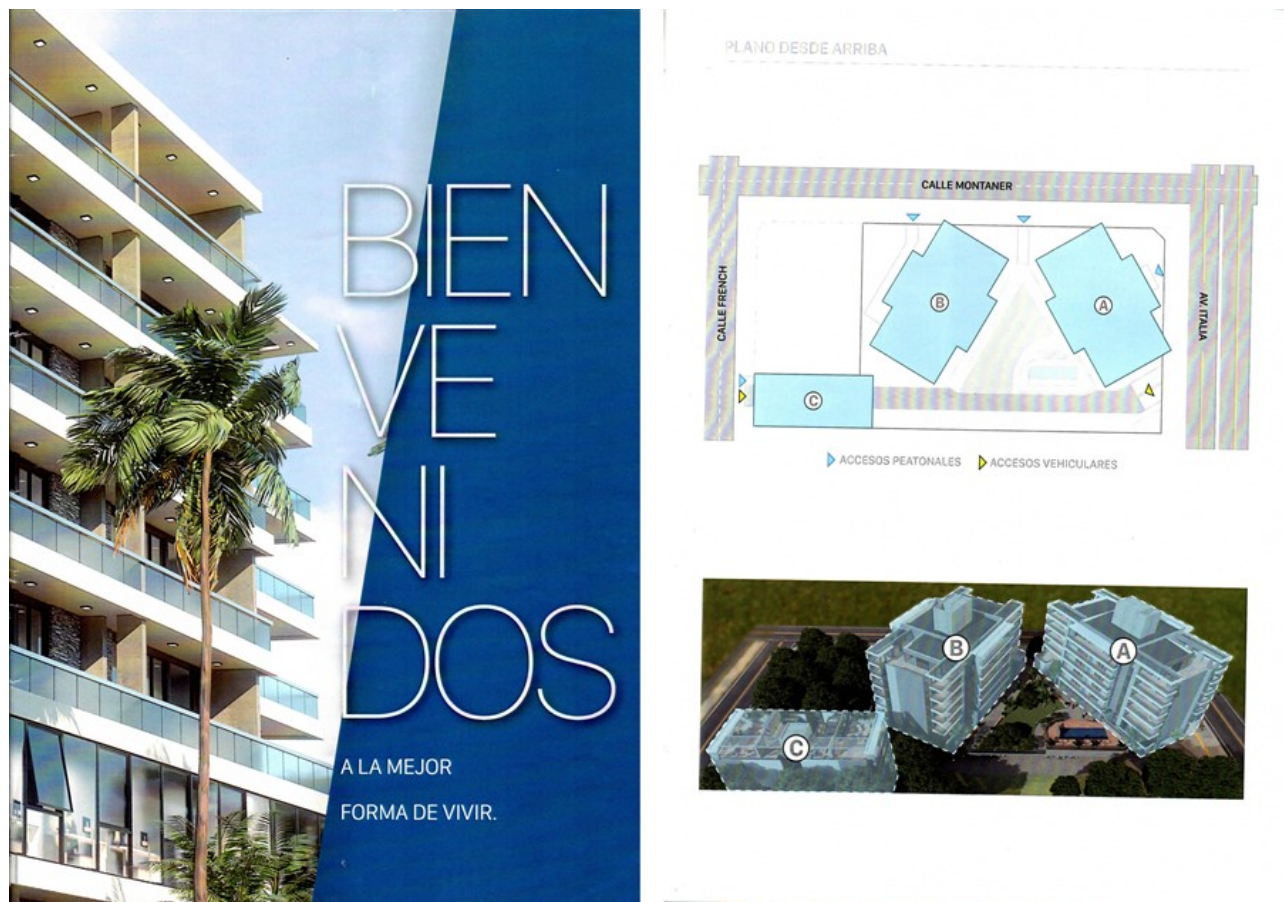 BIEN
VE
NI
DOS
A LA MEJOR
FORMA DE VIVIR.
PLANO DESDE ARRIBA
CALLE MONTANER
CALLE FRENCH
B
A
AV. ITALIA
C
ACCESOS PEATONALES ACCESOS VEHICULARES
B
A
C